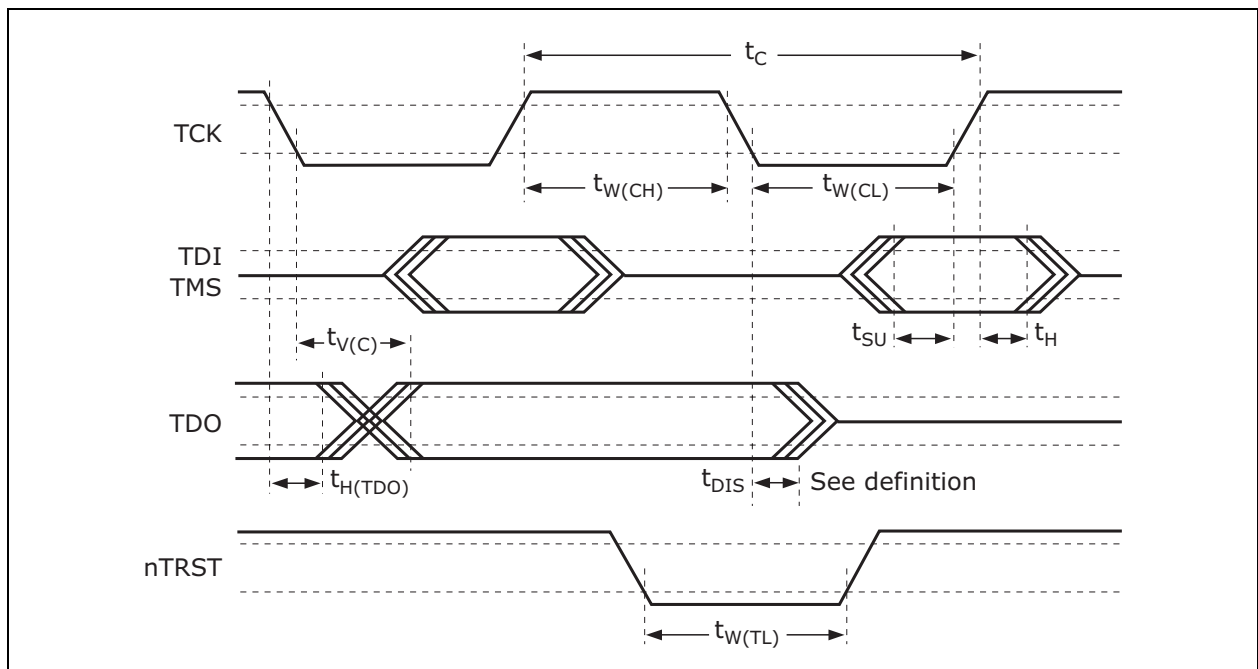 t_C
TCK
t_W(CH)
t_W(CL)
TDI
TMS
t_SU
t_H
t_V(C)
TDO
t_H(TDO)
t_DIS
See definition
nTRST
t_W(TL)